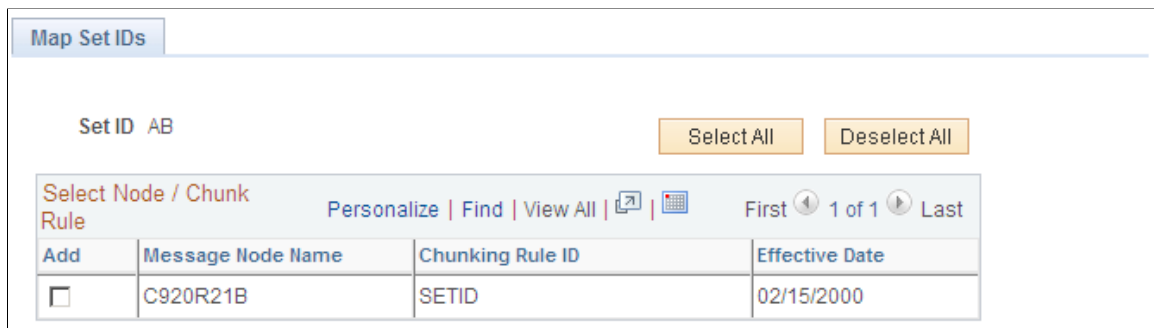 Map Set IDs
Set ID AB
Select All Deselect All
Select Node / Chunk
Rule
Personalize | Find | View All | | First 1 of 1 Last
Add Message Node Name Chunking Rule ID Effective Date
C920R21B SETID 02/15/2000